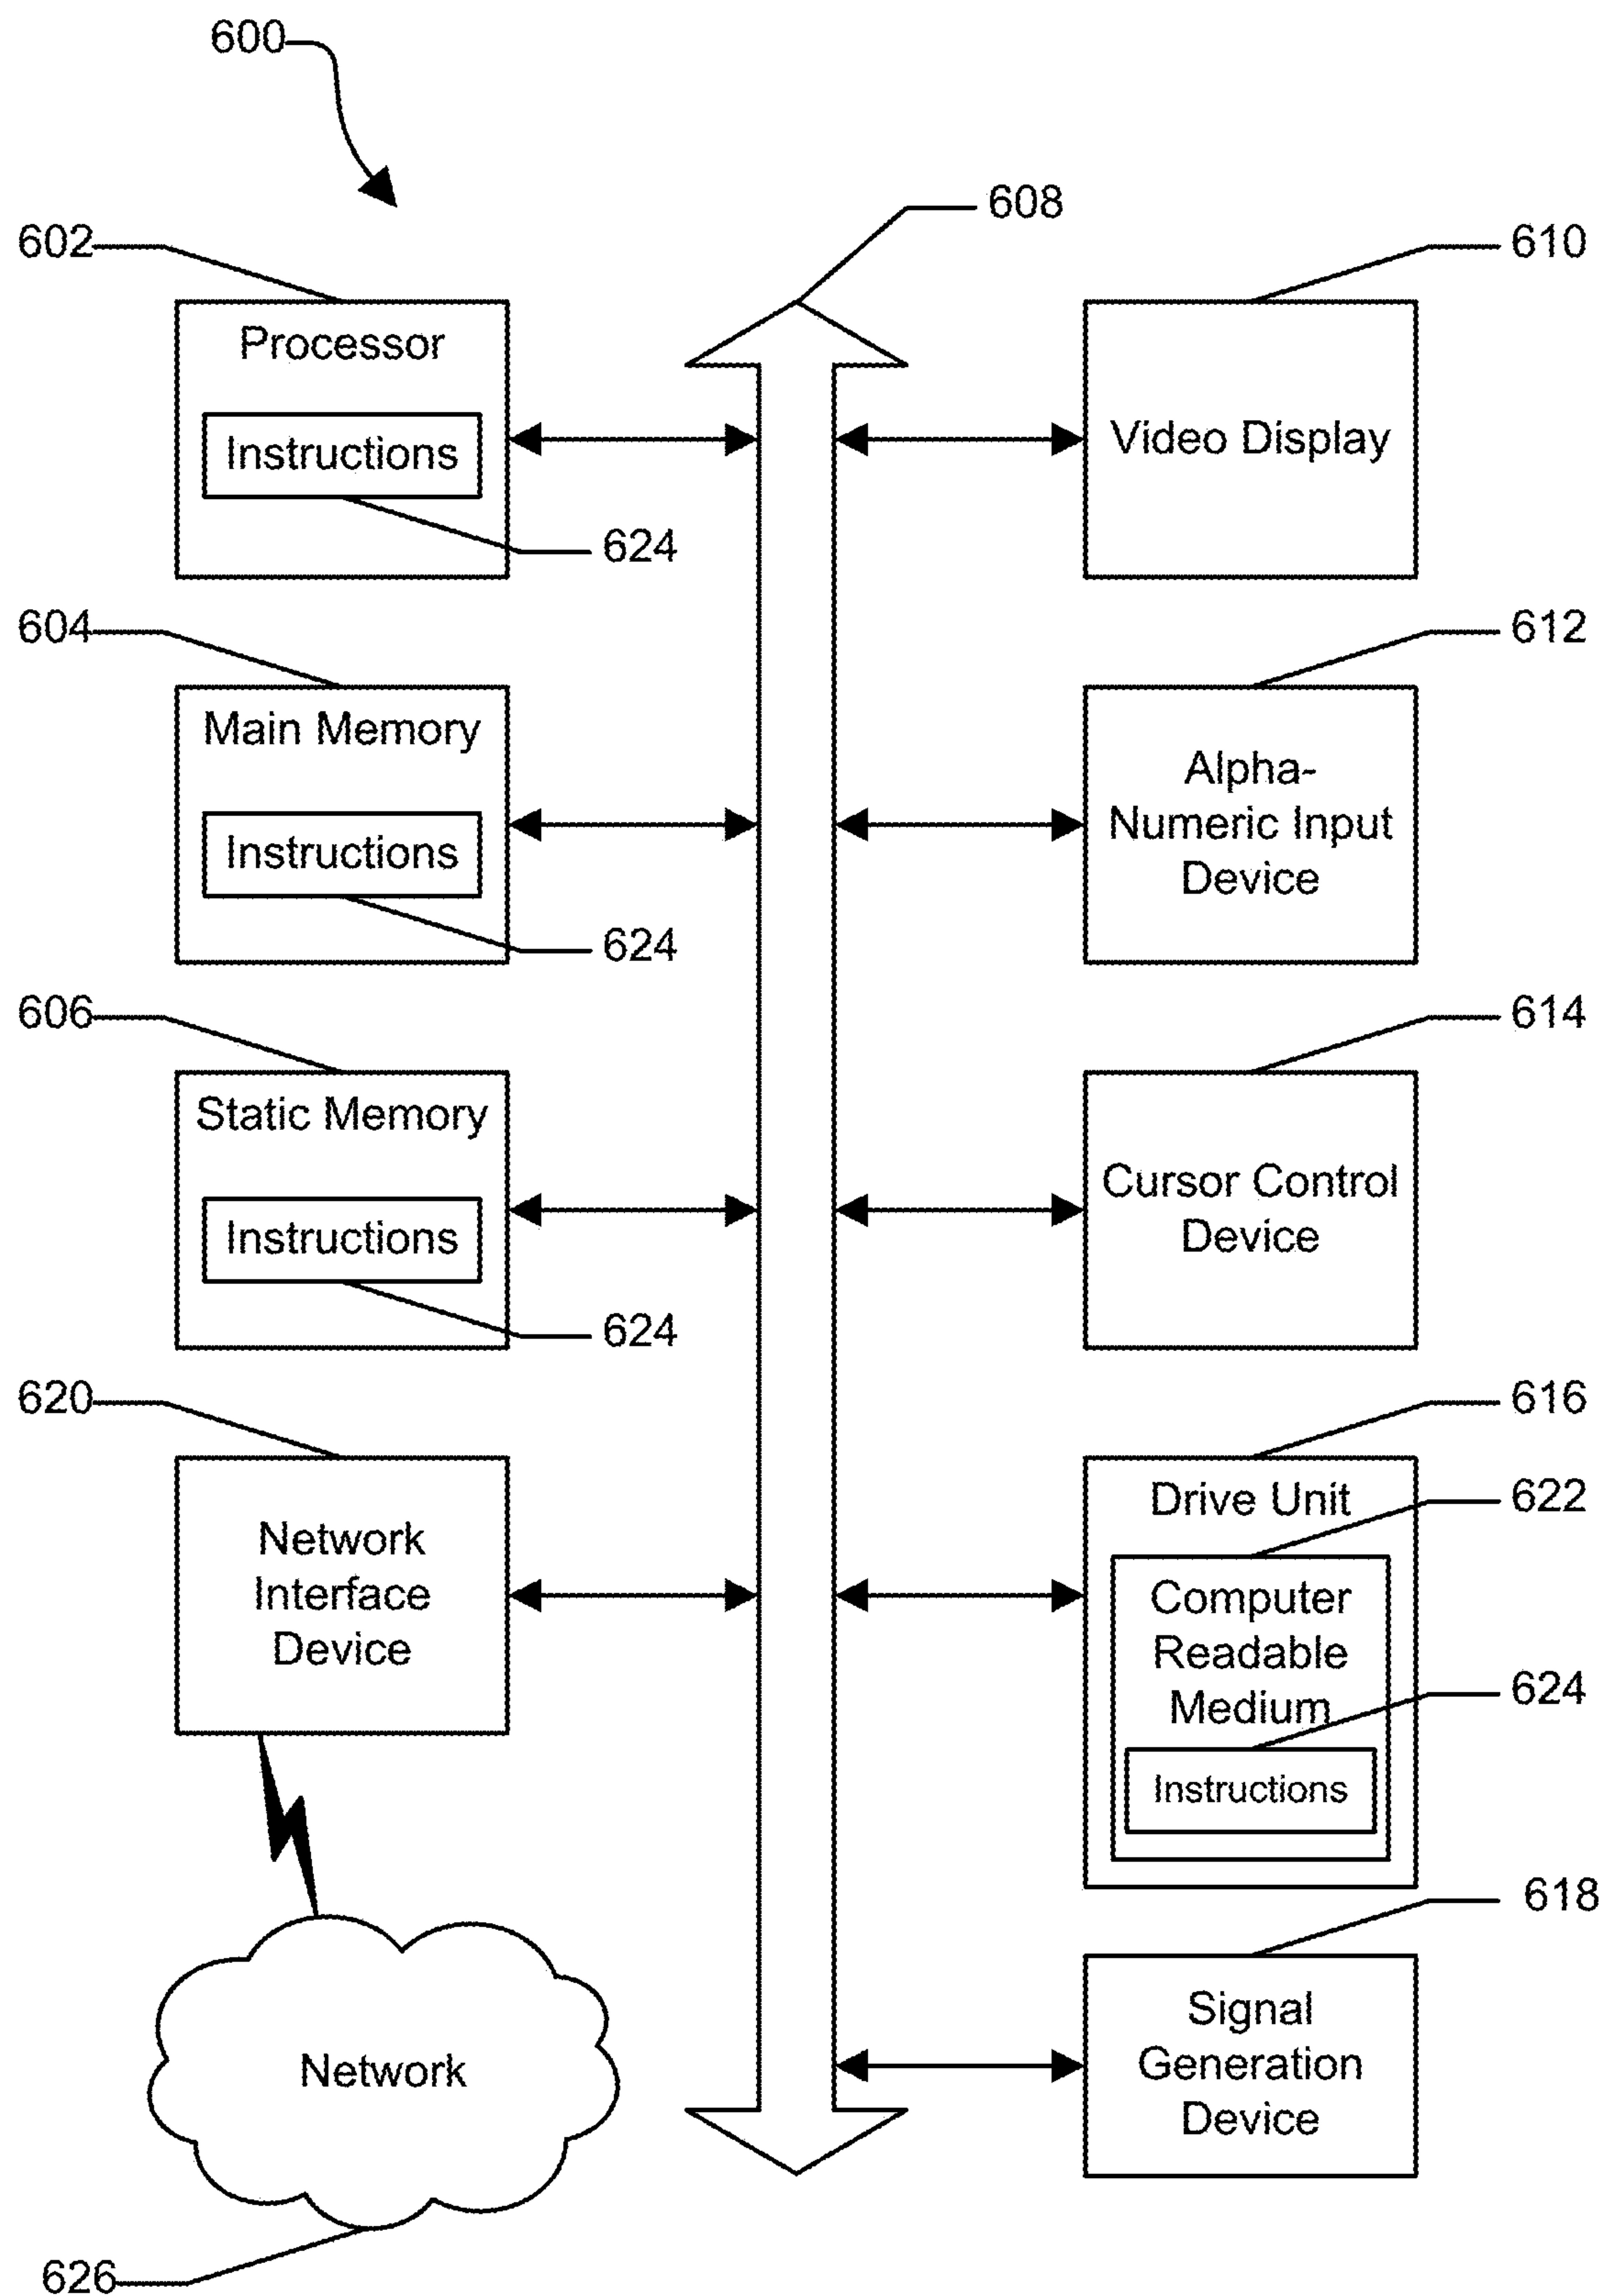 600
608
602
Processor
Instructions
624
610
Video Display
604
Main Memory
Instructions
624
612
Alpha-
Numeric Input
Device
606
Static Memory
Instructions
624
614
Cursor Control
Device
620
Network
Interface
Device
616
Drive Unit
622
Computer
Readable
Medium
624
Instructions
618
Signal
Generation
Device
Network
626